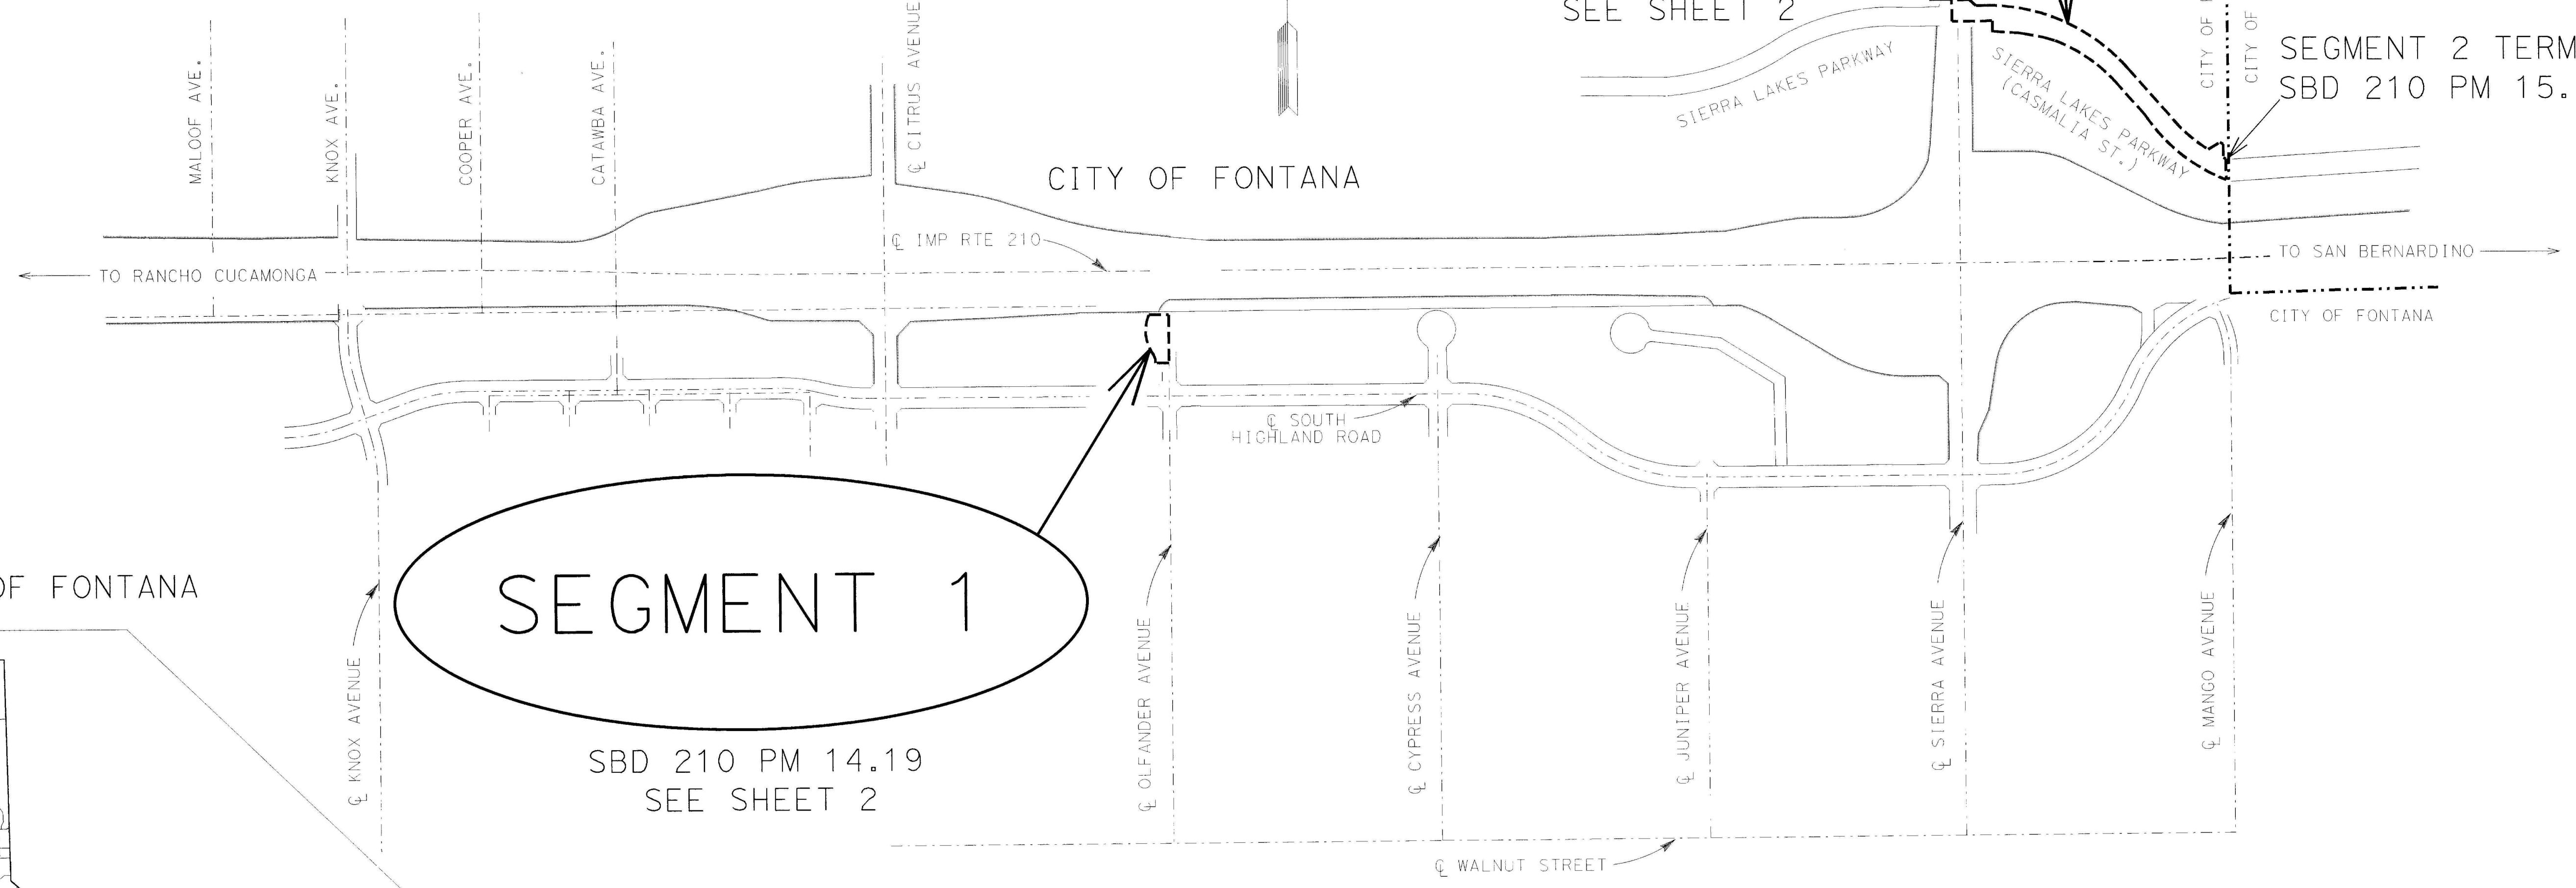 SEE SHEET 2
CITY OF
CITY OF
SEGMENT 2
SBD 210 PM 15.
MALOOF AVE.
KNOX AVE.
COOPER AVE.
CATAWBA AVE.
℄ CITRUS AVENUE
SIERRA LAKES PARKWAY
SIERRA LAKES PARKWAY
(CASMALIA ST.)
CITY OF FONTANA
℄ IMP RTE 210
TO RANCHO CUCAMONGA
TO SAN BERNARDINO
CITY OF FONTANA
℄ SOUTH
HIGHLAND ROAD
OF FONTANA
SEGMENT 1
SBD 210 PM 14.19
SEE SHEET 2
℄ KNOX AVENUE
℄ OLFANDER AVENUE
℄ CYPRESS AVENUE
℄ JUNIPER AVENUE
℄ SIERRA AVENUE
℄ MANGO AVENUE
℄ WALNUT STREET